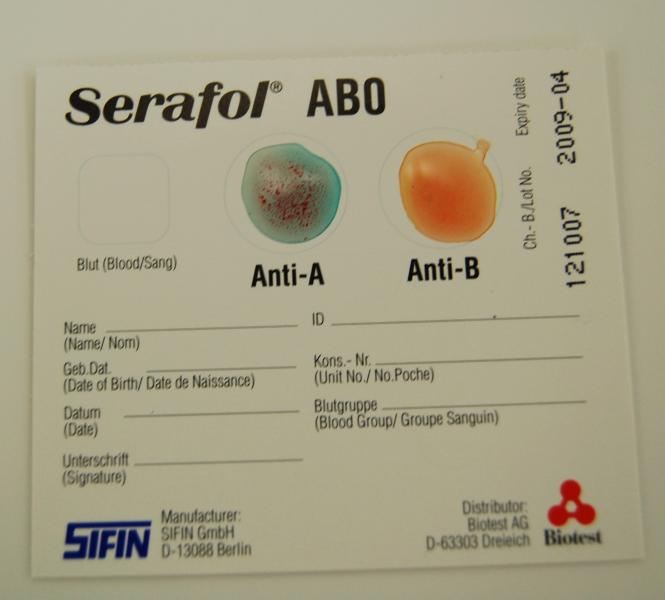 Serafol® ABO
Expiry date
2009-04
Ch.- B./Lot No.
121007
Blut (Blood/Sang)
Anti-A
Anti-B
Name
(Name/ Nom)
ID
Geb.Dat.
(Date of Birth/ Date de Naissance)
Kons.- Nr.
(Unit No./ No.Poche)
Datum
(Date)
Blutgruppe
(Blood Group/ Groupe Sanguin)
Unterschrift
(Signature)
SIFIN
Manufacturer:
SIFIN GmbH
D-13088 Berlin
Distributor:
Biotest AG
D-63303 Dreieich
Biotest